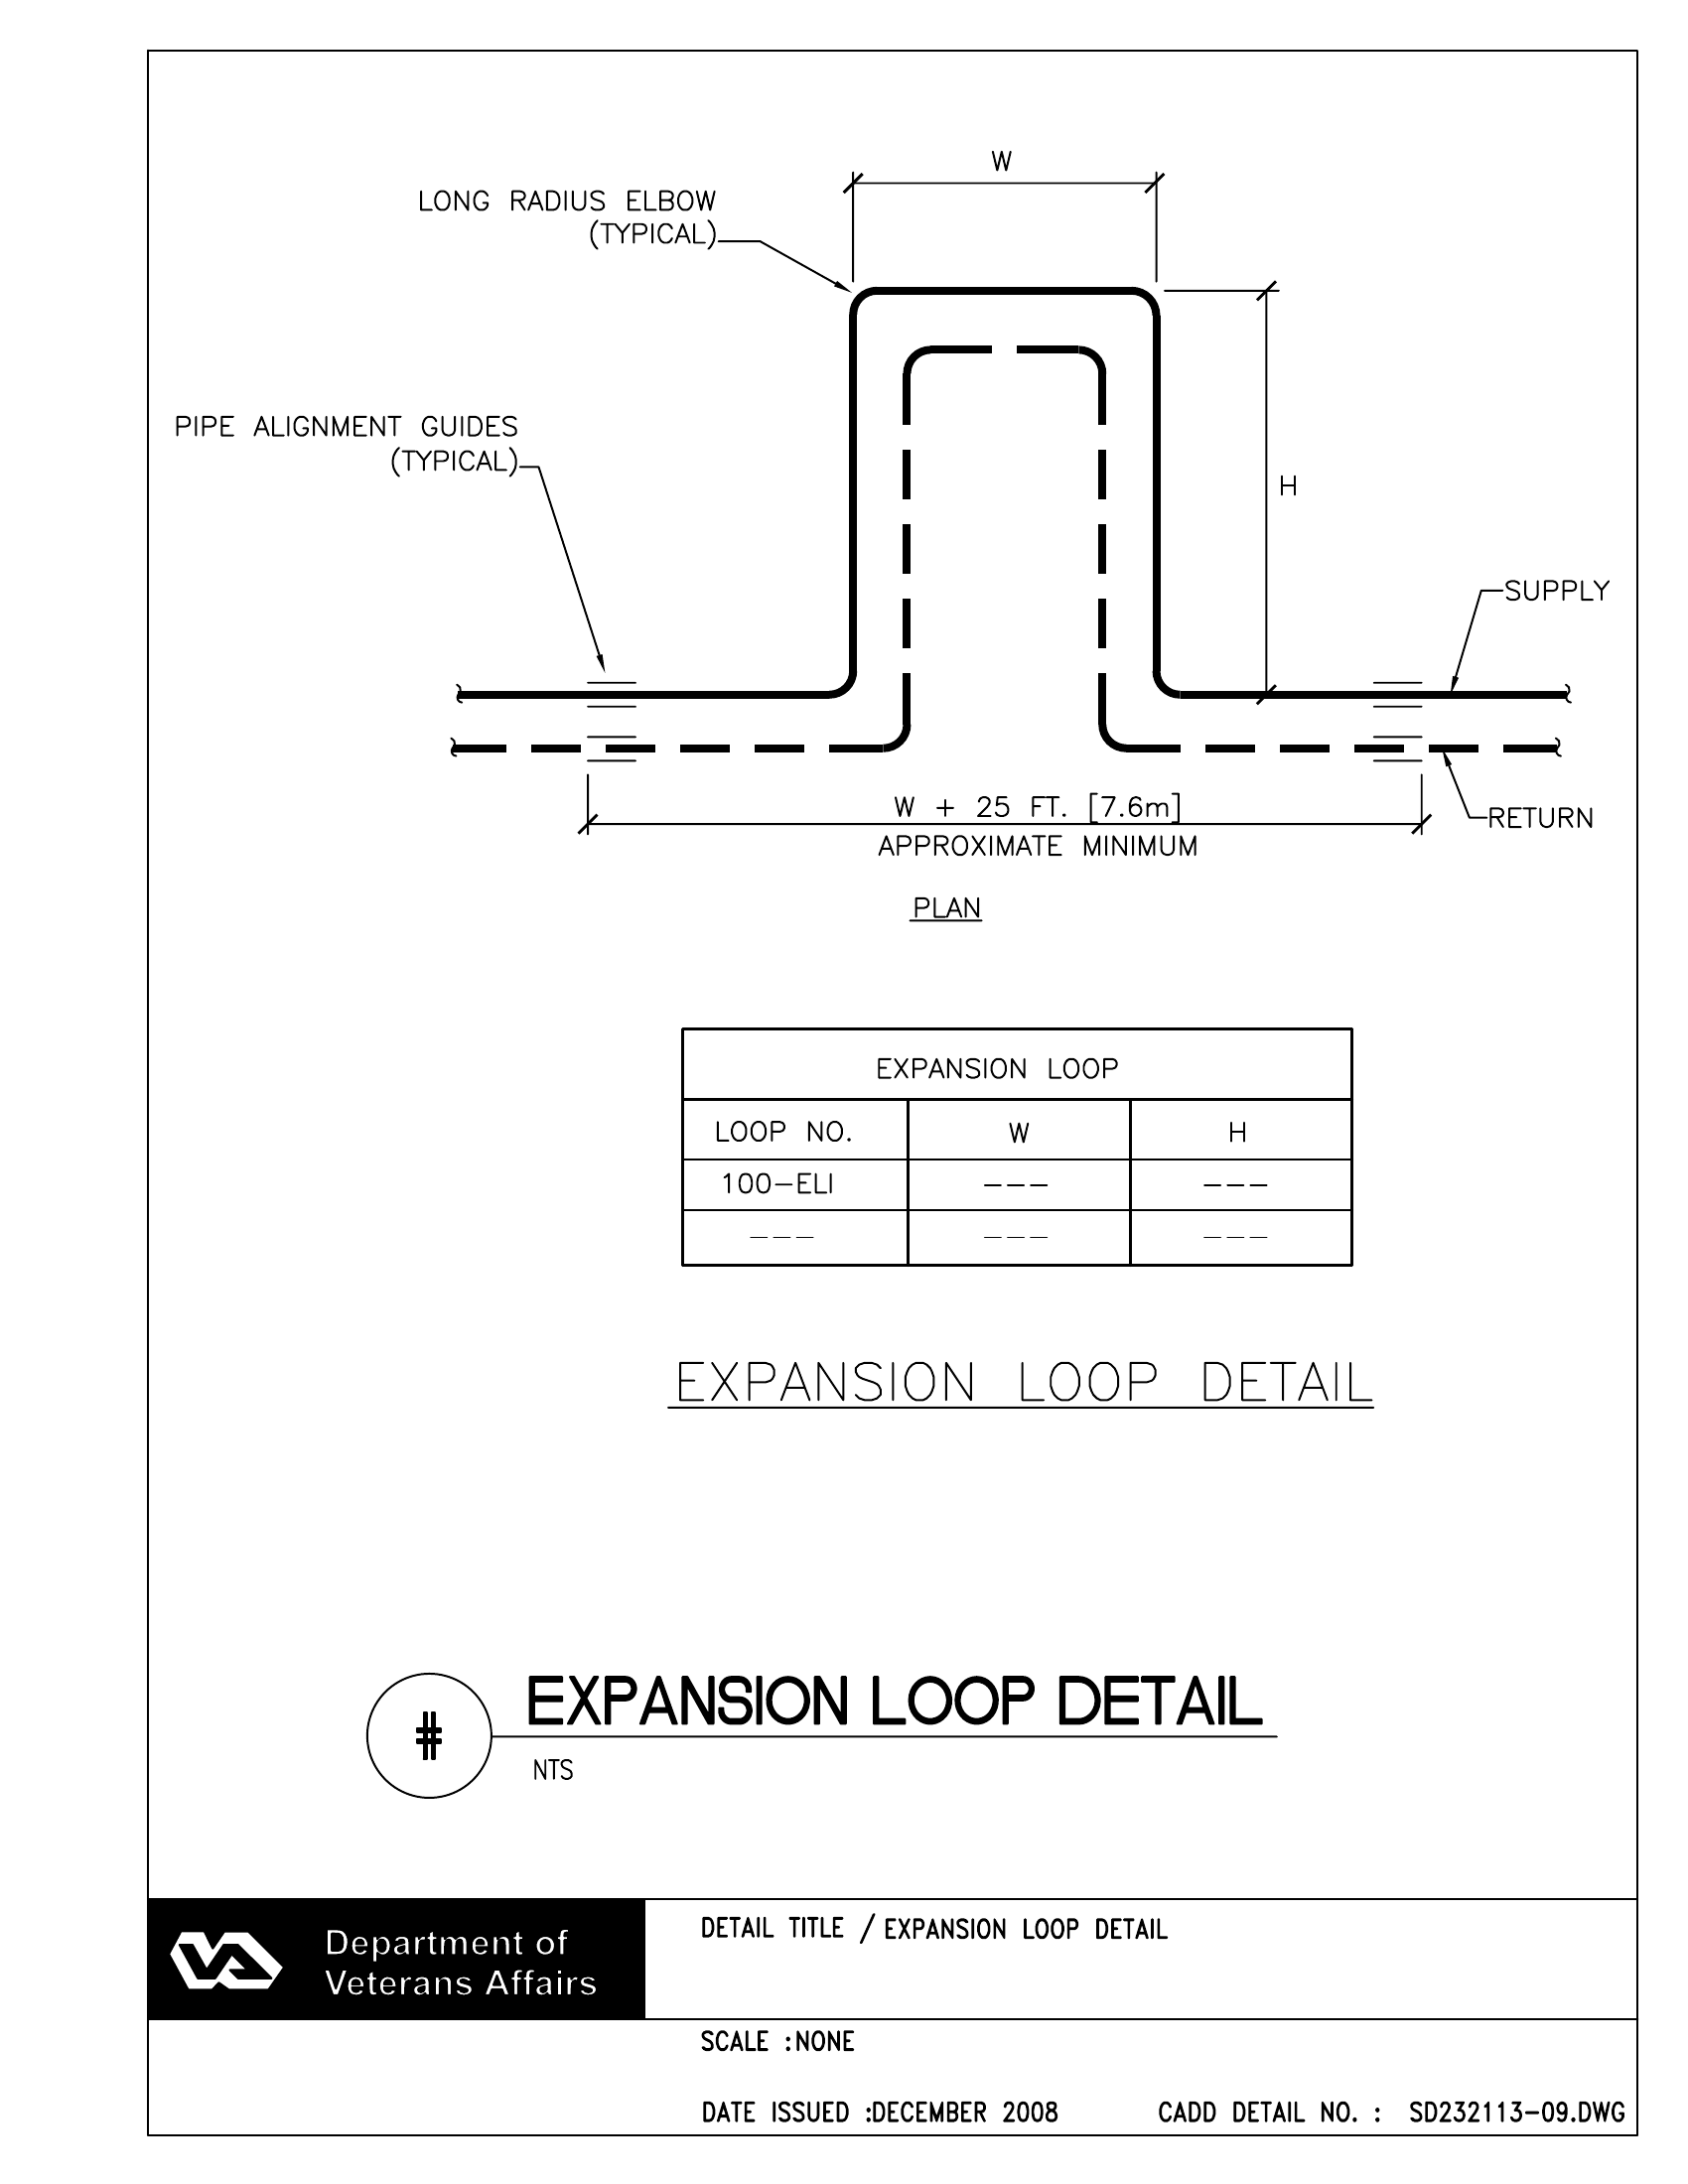 W
LONG RADIUS ELBOW
(TYPICAL)
PIPE ALIGNMENT GUIDES
(TYPICAL)
H
SUPPLY
W + 25 FT. [7.6m]
APPROXIMATE MINIMUM
RETURN
PLAN
EXPANSION LOOP
LOOP NO. W H
100-ELI --- ---
--- --- ---
EXPANSION LOOP DETAIL
# EXPANSION LOOP DETAIL
NTS
Department of
Veterans Affairs
DETAIL TITLE / EXPANSION LOOP DETAIL
SCALE :NONE
DATE ISSUED :DECEMBER 2008 CADD DETAIL NO. : SD232113-09.DWG